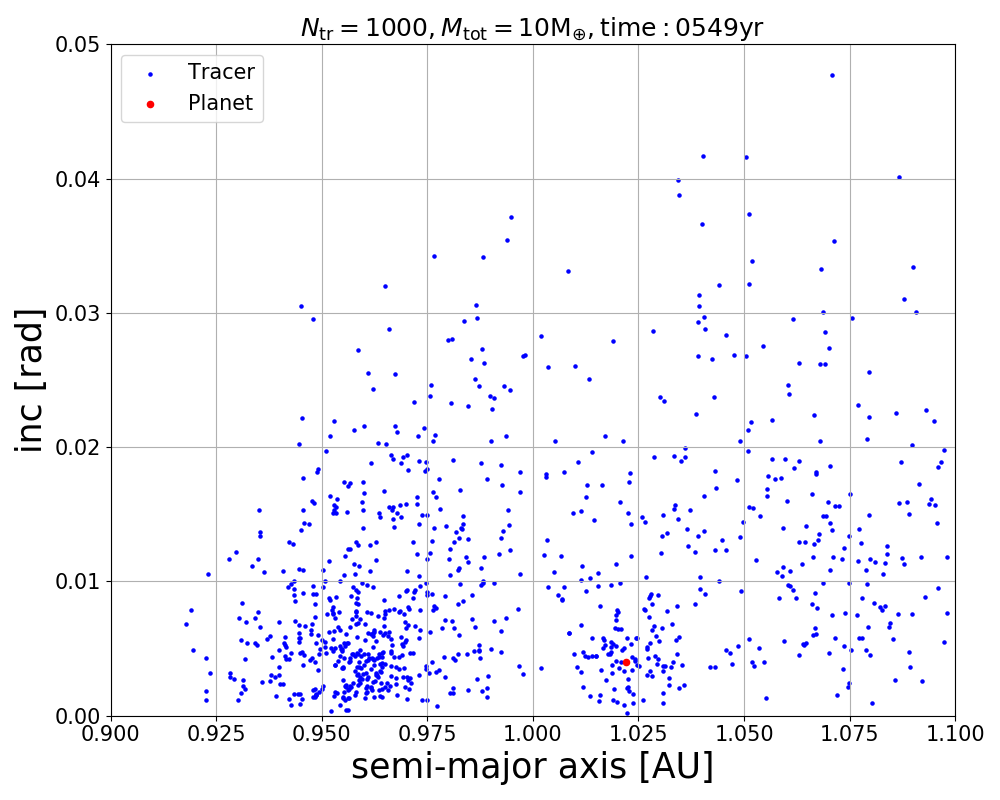 N_tr = 1000, M_tot = 10M_⊕, time : 0549yr
Tracer
Planet
inc [rad]
0.05
0.04
0.03
0.02
0.01
0.00
0.900 0.925 0.950 0.975 1.000 1.025 1.050 1.075 1.100
semi-major axis [AU]